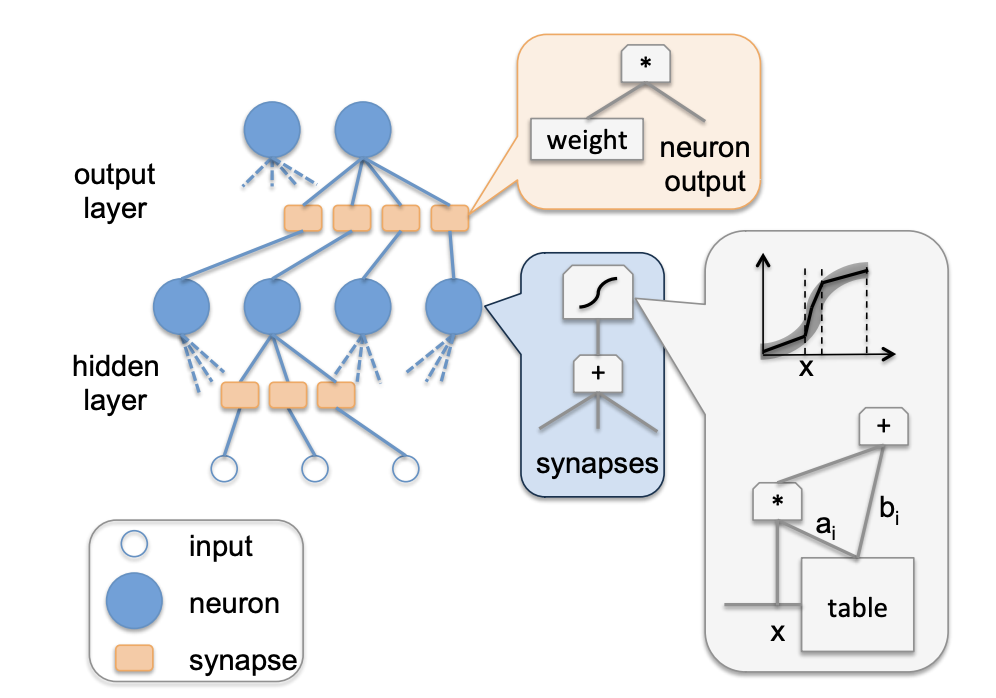 *
weight
neuron
output
output
layer
x
hidden
layer
+
synapses
+
*
a_i
b_i
table
x
input
neuron
synapse